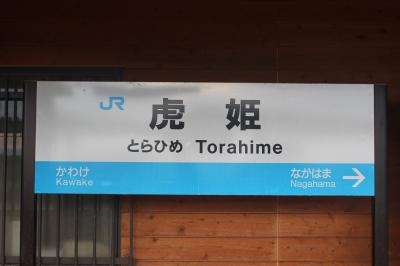 JR 虎姫
とらひめ Torahime
かわけ ながはま →
Kawake Nagahama